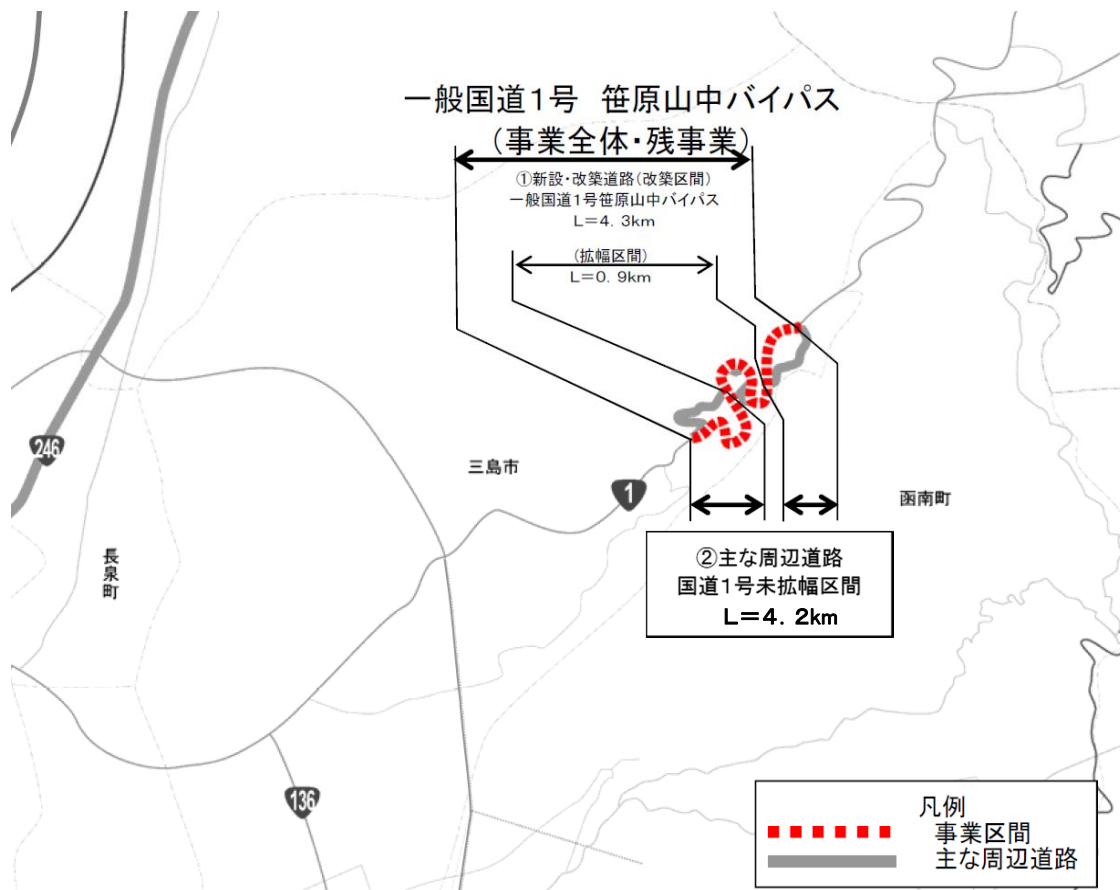 一般国道1号 笹原山中バイパス
(事業全体・残事業)
①新設・改築道路(改築区間)
一般国道1号笹原山中バイパス
L=4.3km
(拡幅区間)
L=0.9km
246
三島市
1
函南町
長泉町
②主な周辺道路
国道1号未拡幅区間
L=4.2km
136
凡例
事業区間
主な周辺道路